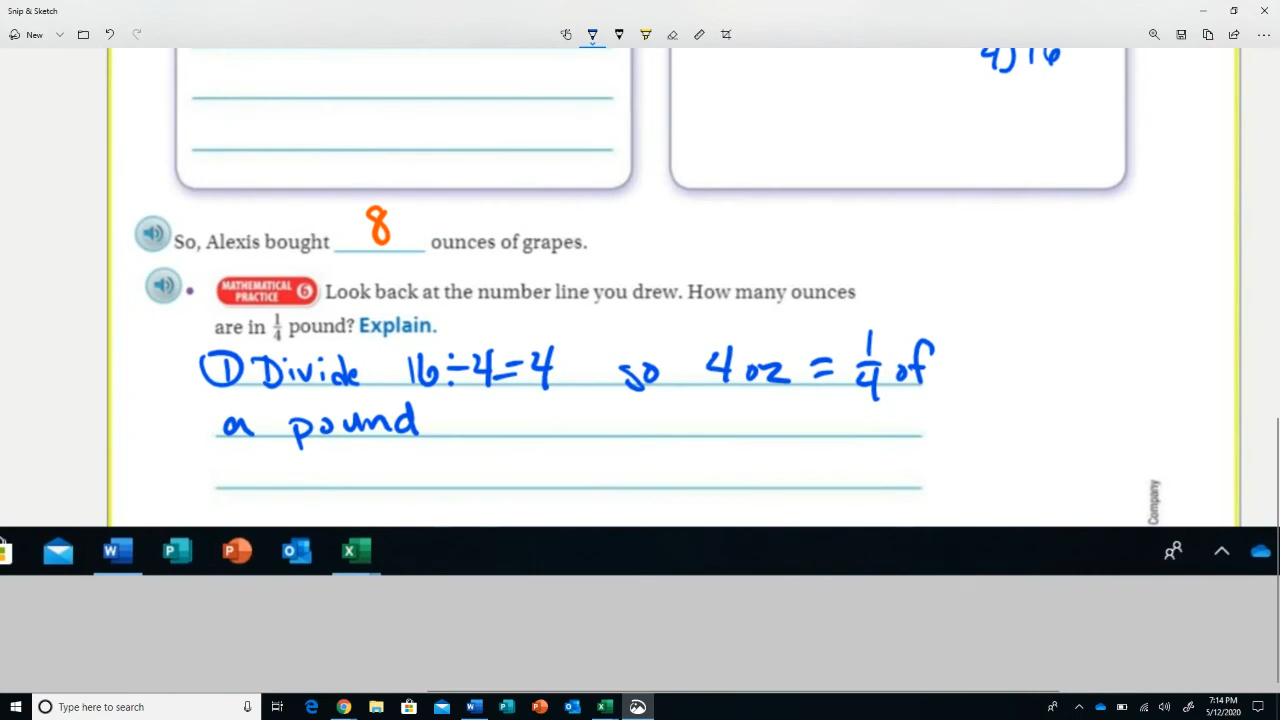 Snip & Sketch
New
4)16
So, Alexis bought 8 ounces of grapes.
• MATHEMATICAL PRACTICE 6 Look back at the number line you drew. How many ounces
are in 1/4 pound? Explain.
① Divide 16÷4=4 so 4 oz = 1/4 of
a pound
Company
Type here to search
7:14 PM
5/12/2020